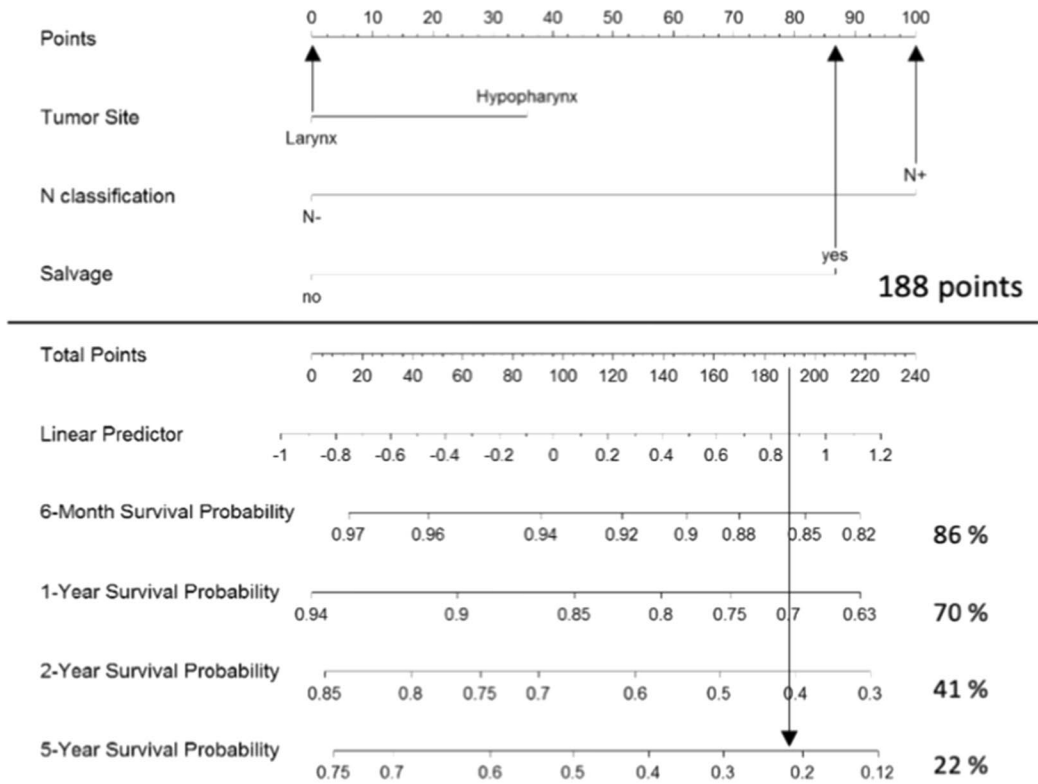 Points 0 10 20 30 40 50 60 70 80 90 100
Hypopharynx
Tumor Site
Larynx
N+
N classification
N-
yes
Salvage
no
188 points
Total Points
0 20 40 60 80 100 120 140 160 180 200 220 240
Linear Predictor
-1 -0.8 -0.6 -0.4 -0.2 0 0.2 0.4 0.6 0.8 1 1.2
6-Month Survival Probability
0.97 0.96 0.94 0.92 0.9 0.88 0.85 0.82 86 %
1-Year Survival Probability
0.94 0.9 0.85 0.8 0.75 0.7 0.63 70 %
2-Year Survival Probability
0.85 0.8 0.75 0.7 0.6 0.5 0.4 0.3 41 %
5-Year Survival Probability
0.75 0.7 0.6 0.5 0.4 0.3 0.2 0.12 22 %